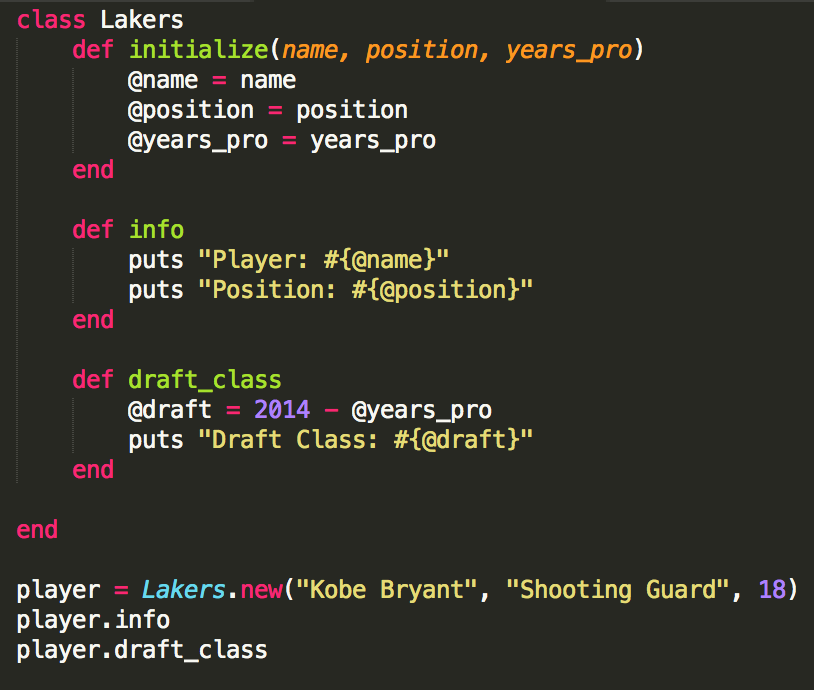 class Lakers
    def initialize(name, position, years_pro)
        @name = name
        @position = position
        @years_pro = years_pro
    end

    def info
        puts "Player: #{@name}"
        puts "Position: #{@position}"
    end

    def draft_class
        @draft = 2014 - @years_pro
        puts "Draft Class: #{@draft}"
    end

end

player = Lakers.new("Kobe Bryant", "Shooting Guard", 18)
player.info
player.draft_class